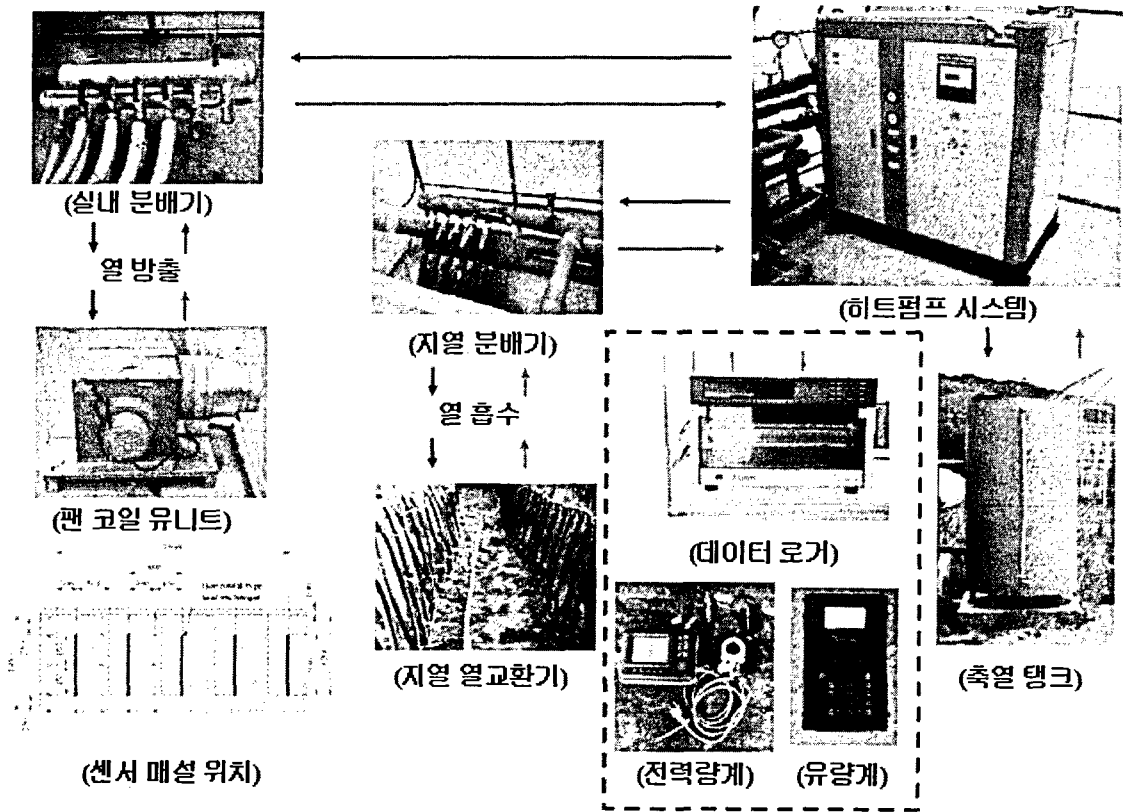 (실내 분배기)
열 방출
(히트펌프 시스템)
(지열 분배기)
열 흡수
(팬 코일 유니트)
(데이터 로거)
(지열 열교환기)
(축열 탱크)
(센서 매설 위치)
(전력량계)
(유량계)